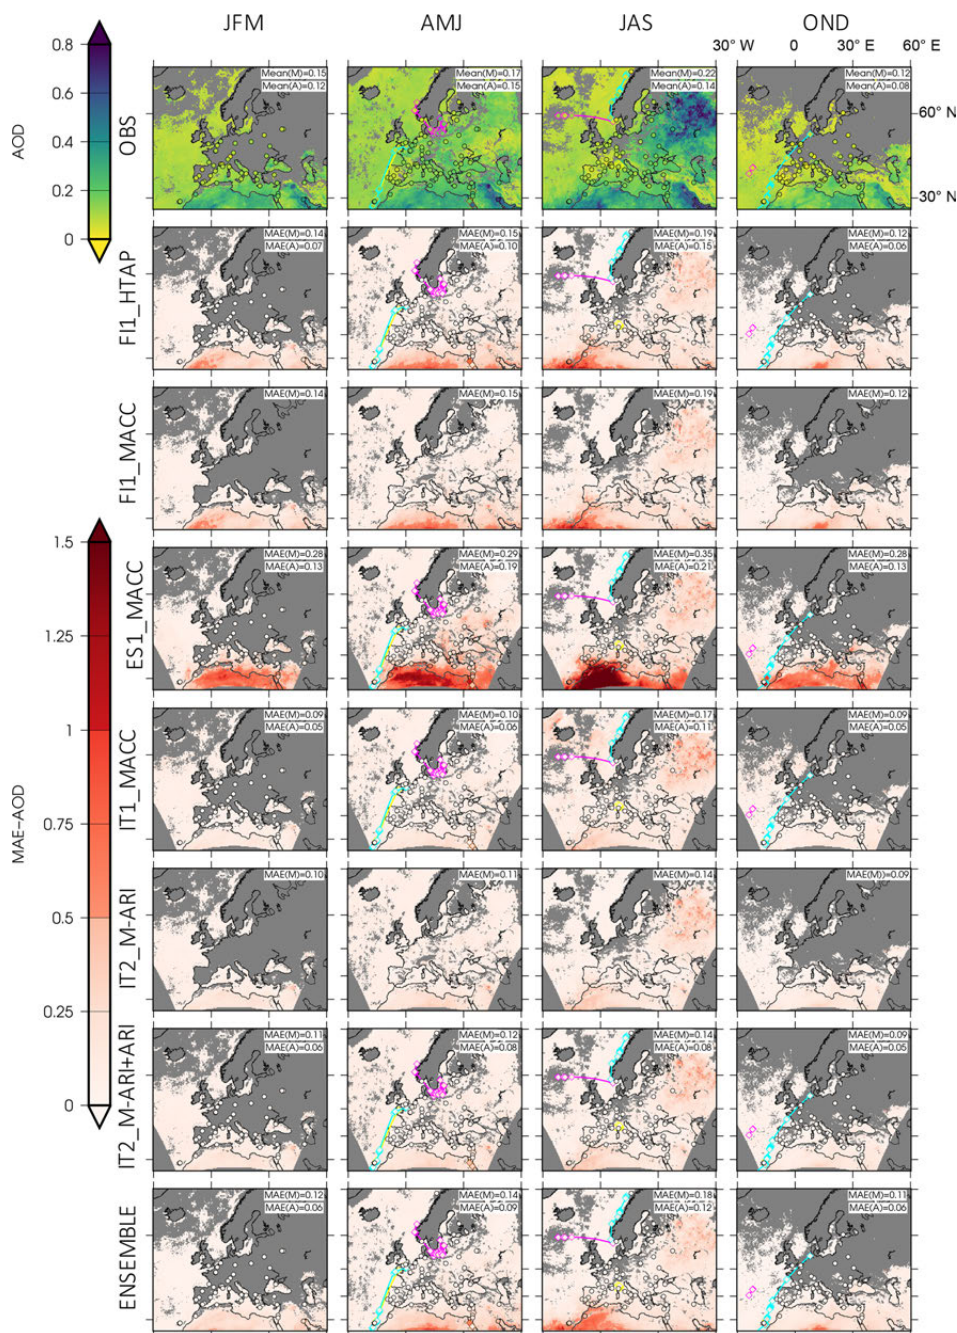 JFM AMJ JAS OND
30° W 0 30° E 60° E
0.8
0.6
0.4
0.2
0
AOD
OBS
Mean(M)=0.15
Mean(A)=0.12
Mean(M)=0.17
Mean(A)=0.15
Mean(M)=0.22
Mean(A)=0.14
Mean(M)=0.12
Mean(A)=0.08
60° N
30° N
FI1_HTAP
MAE(M)=0.14
MAE(A)=0.07
MAE(M)=0.15
MAE(A)=0.10
MAE(M)=0.19
MAE(A)=0.15
MAE(M)=0.12
MAE(A)=0.06
FI1_MACC
MAE(M)=0.14
MAE(M)=0.15
MAE(M)=0.19
MAE(M)=0.12
1.5
1.25
1
0.75
0.5
0.25
0
MAE-AOD
ES1_MACC
MAE(M)=0.28
MAE(A)=0.13
MAE(M)=0.29
MAE(A)=0.19
MAE(M)=0.35
MAE(A)=0.21
MAE(M)=0.28
MAE(A)=0.13
IT1_MACC
MAE(M)=0.09
MAE(A)=0.05
MAE(M)=0.10
MAE(A)=0.06
MAE(M)=0.17
MAE(A)=0.11
MAE(M)=0.09
MAE(A)=0.05
IT2_M-ARI
MAE(M)=0.10
MAE(M)=0.11
MAE(M)=0.14
MAE(M))=0.09
IT2_M-ARI+ARI
MAE(M)=0.11
MAE(A)=0.06
MAE(M)=0.12
MAE(A)=0.08
MAE(M)=0.14
MAE(A)=0.08
MAE(M)=0.09
MAE(A)=0.05
ENSEMBLE
MAE(M)=0.12
MAE(A)=0.06
MAE(M)=0.14
MAE(A)=0.09
MAE(M)=0.18
MAE(A)=0.12
MAE(M)=0.11
MAE(A)=0.06